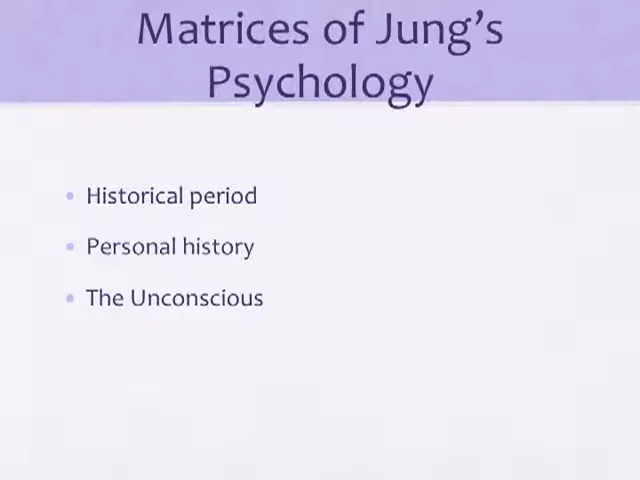 Matrices of Jung’s
Psychology
• Historical period
• Personal history
• The Unconscious